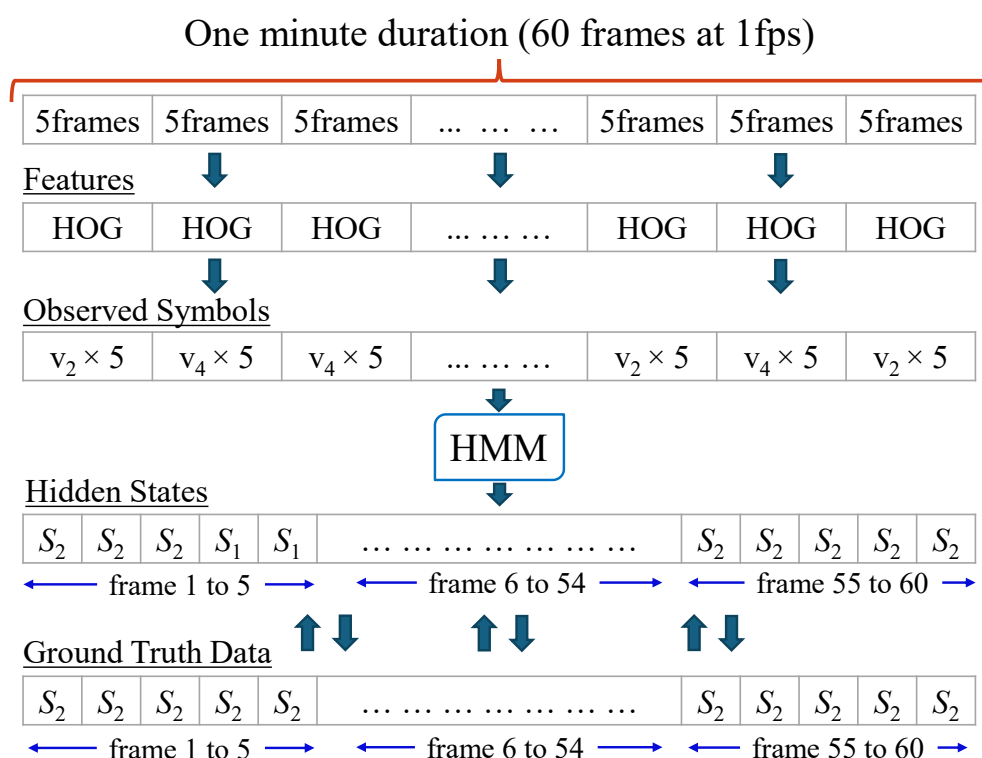 One minute duration (60 frames at 1fps)
5frames 5frames 5frames ... ... ... 5frames 5frames 5frames
Features
HOG HOG HOG ... ... ... HOG HOG HOG
Observed Symbols
v₂ × 5 v₄ × 5 v₄ × 5 ... ... ... v₂ × 5 v₄ × 5 v₂ × 5
HMM
Hidden States
S₂ S₂ S₂ S₁ S₁ ... ... ... ... ... ... ... S₂ S₂ S₂ S₂ S₂
frame 1 to 5 frame 6 to 54 frame 55 to 60
Ground Truth Data
S₂ S₂ S₂ S₂ S₂ ... ... ... ... ... ... ... S₂ S₂ S₂ S₂ S₂
frame 1 to 5 frame 6 to 54 frame 55 to 60